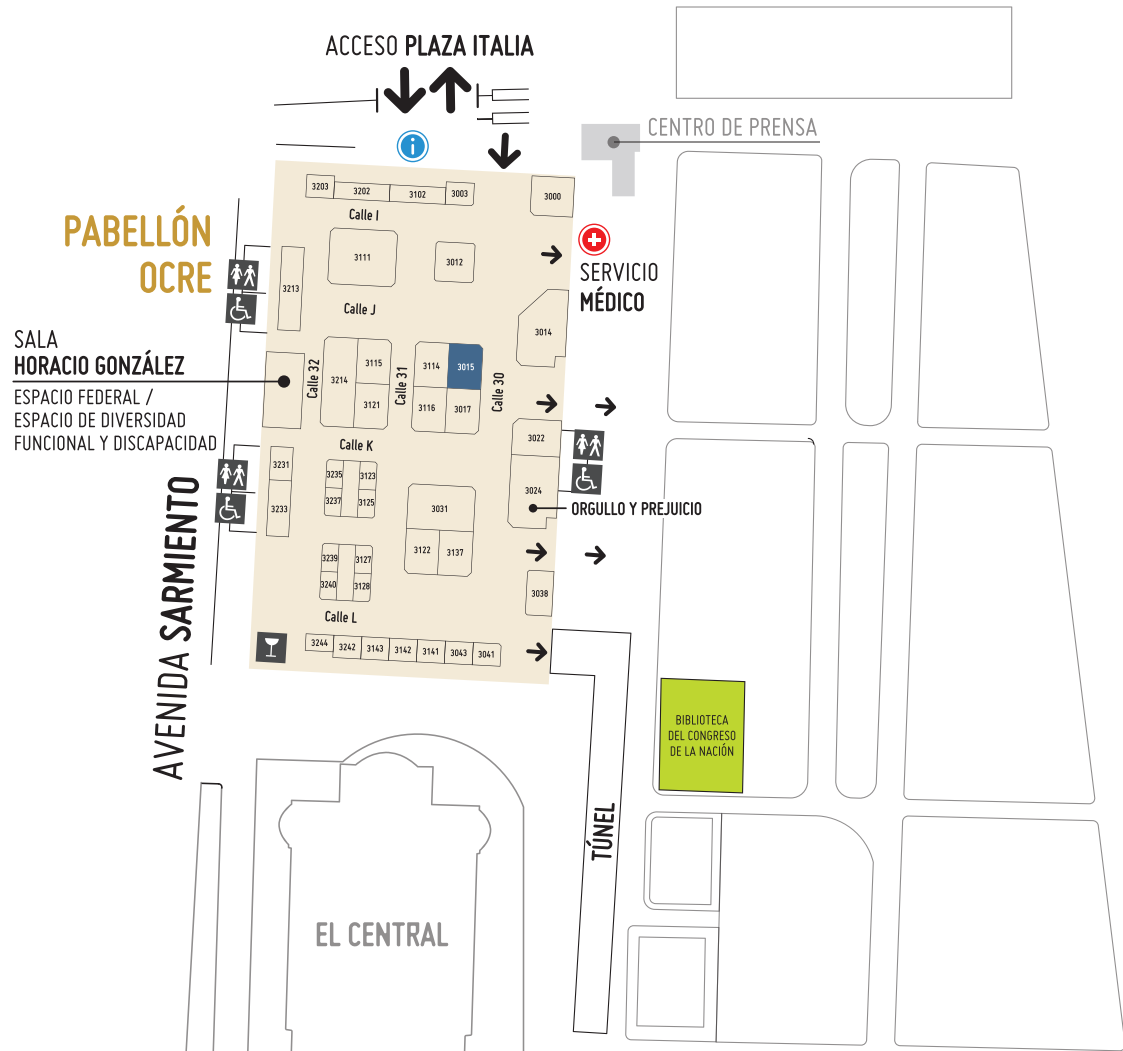 ACCESO PLAZA ITALIA
i
CENTRO DE PRENSA
PABELLÓN
OCRE
3203
3202
3102
3003
3000
Calle I
3111
3012
SERVICIO
MÉDICO
3213
Calle J
3014
SALA
HORACIO GONZÁLEZ
ESPACIO FEDERAL /
ESPACIO DE DIVERSIDAD
FUNCIONAL Y DISCAPACIDAD
Calle 32
3214
3115
3121
Calle 31
3114
3015
3116
3017
Calle 30
3022
Calle K
3231
3233
3235
3123
3237
3125
3031
3122
3137
3024
ORGULLO Y PREJUICIO
3239
3127
3240
3128
3038
Calle L
3244
3242
3143
3142
3141
3043
3041
AVENIDA SARMIENTO
BIBLIOTECA
DEL CONGRESO
DE LA NACIÓN
TÚNEL
EL CENTRAL